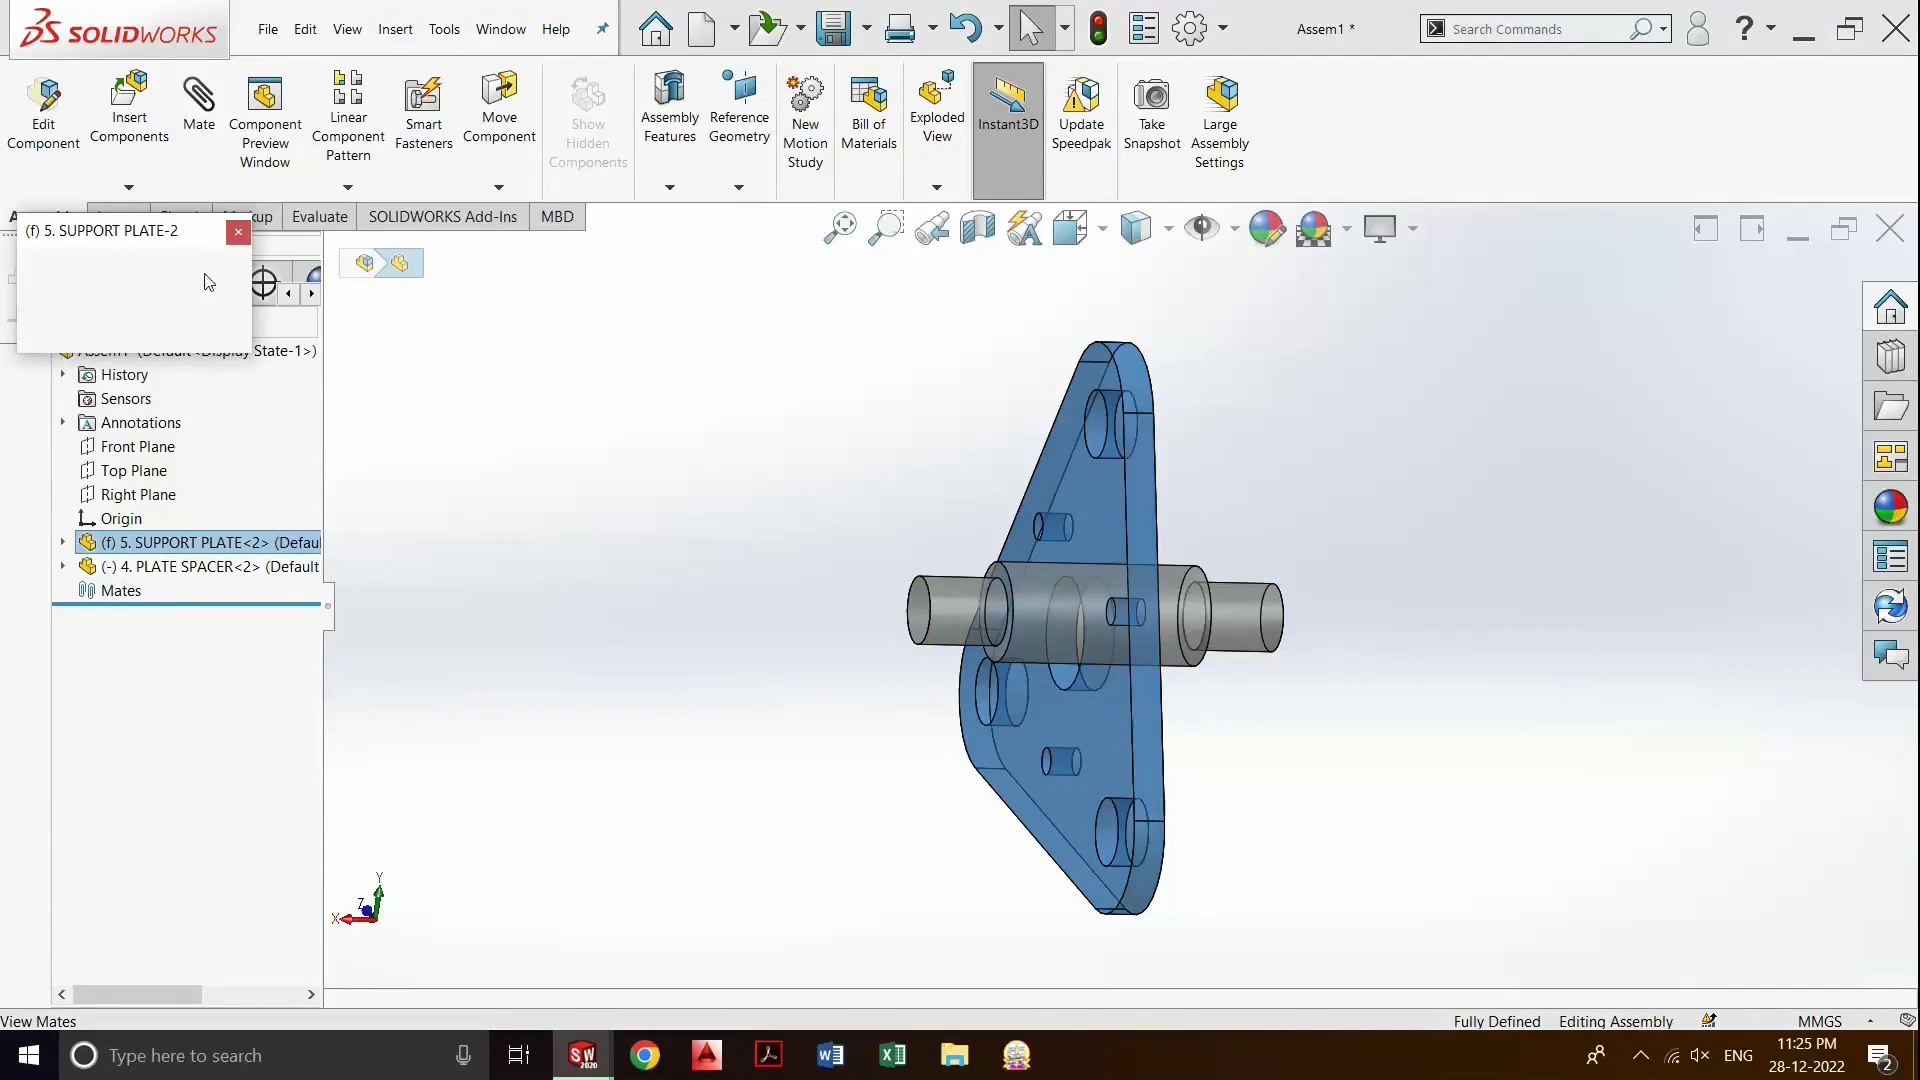 SOLIDWORKS
File Edit View Insert Tools Window Help
Assem1 *
Search Commands
?
Edit Component
Insert Components
Mate
Component Preview Window
Linear Component Pattern
Smart Fasteners
Move Component
Show Hidden Components
Assembly Features
Reference Geometry
New Motion Study
Bill of Materials
Exploded View
Instant3D
Update Speedpak
Take Snapshot
Large Assembly Settings
Evaluate SOLIDWORKS Add-Ins MBD
(f) 5. SUPPORT PLATE-2
State-1>)
History
Sensors
Annotations
Front Plane
Top Plane
Right Plane
Origin
(f) 5. SUPPORT PLATE<2> (Defau
(-) 4. PLATE SPACER<2> (Default
Mates
Y
Z
X
View Mates
Fully Defined Editing Assembly MMGS
Type here to search
SW 2020
ENG
11:25 PM
28-12-2022
2